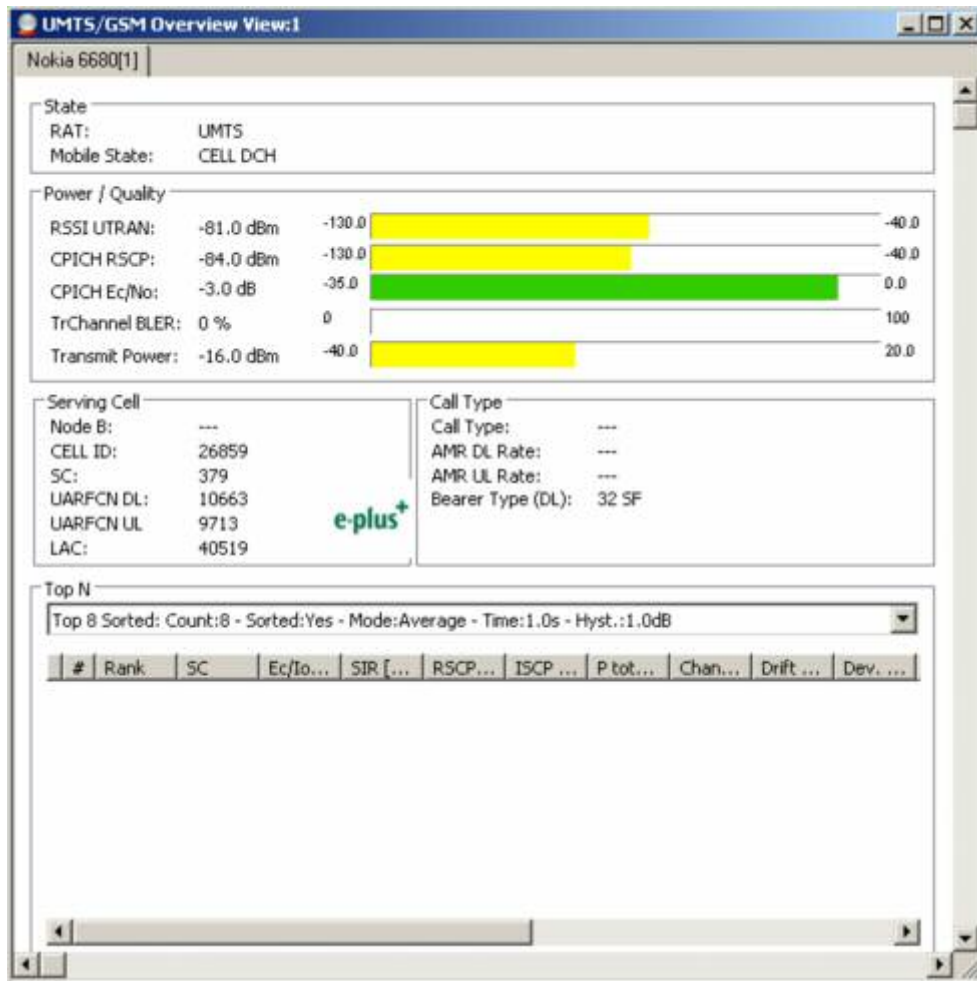 UMTS/GSM Overview View:1
Nokia 6680[1]
State
RAT: UMTS
Mobile State: CELL DCH
Power / Quality
RSSI UTRAN: -81.0 dBm -130.0 -40.0
CPICH RSCP: -84.0 dBm -130.0 -40.0
CPICH Ec/No: -3.0 dB -35.0 0.0
TrChannel BLER: 0 % 0 100
Transmit Power: -16.0 dBm -40.0 20.0
Serving Cell
Node B: ---
CELL ID: 26859
SC: 379
UARFCN DL: 10663
UARFCN UL 9713
LAC: 40519
e-plus+
Call Type
Call Type: ---
AMR DL Rate: ---
AMR UL Rate: ---
Bearer Type (DL): 32 SF
Top N
Top 8 Sorted: Count:8 - Sorted:Yes - Mode:Average - Time:1.0s - Hyst.:1.0dB
# Rank SC Ec/Io... SIR [... RSCP... ISCP ... P tot... Chan... Drift ... Dev. ...